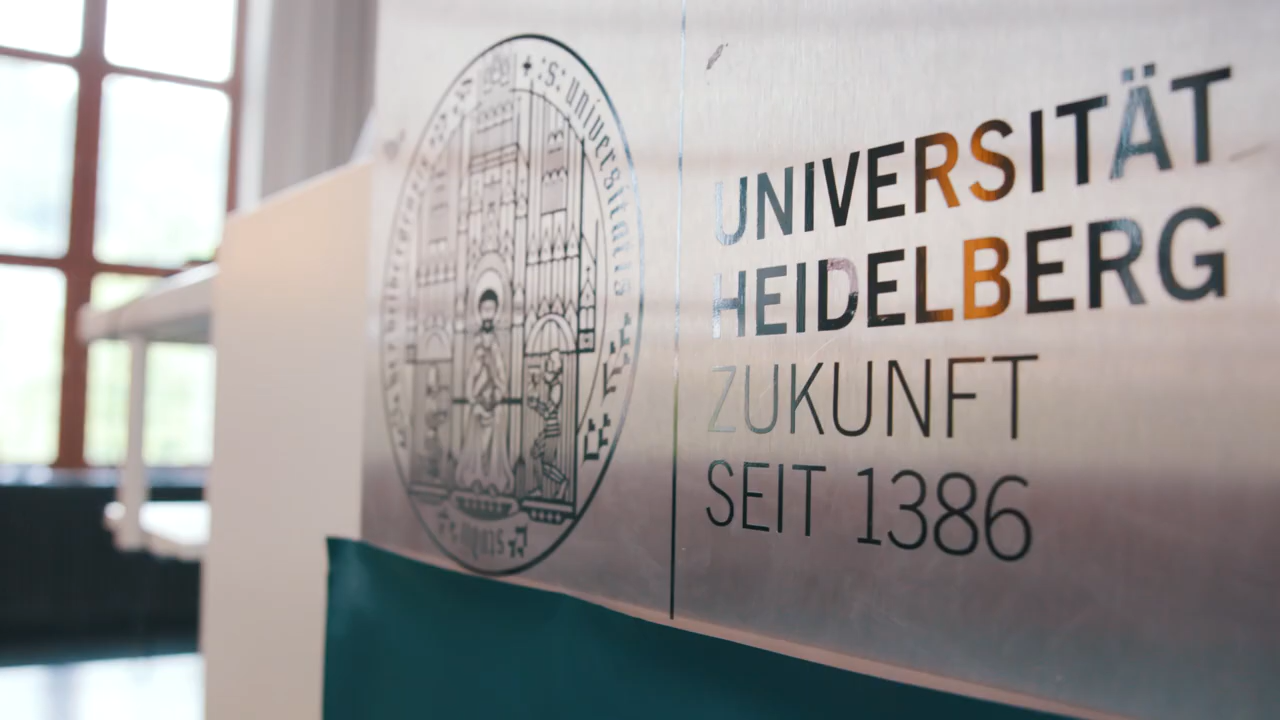 s: universitatis
UNIVERSITÄT
HEIDELBERG
ZUKUNFT
SEIT 1386